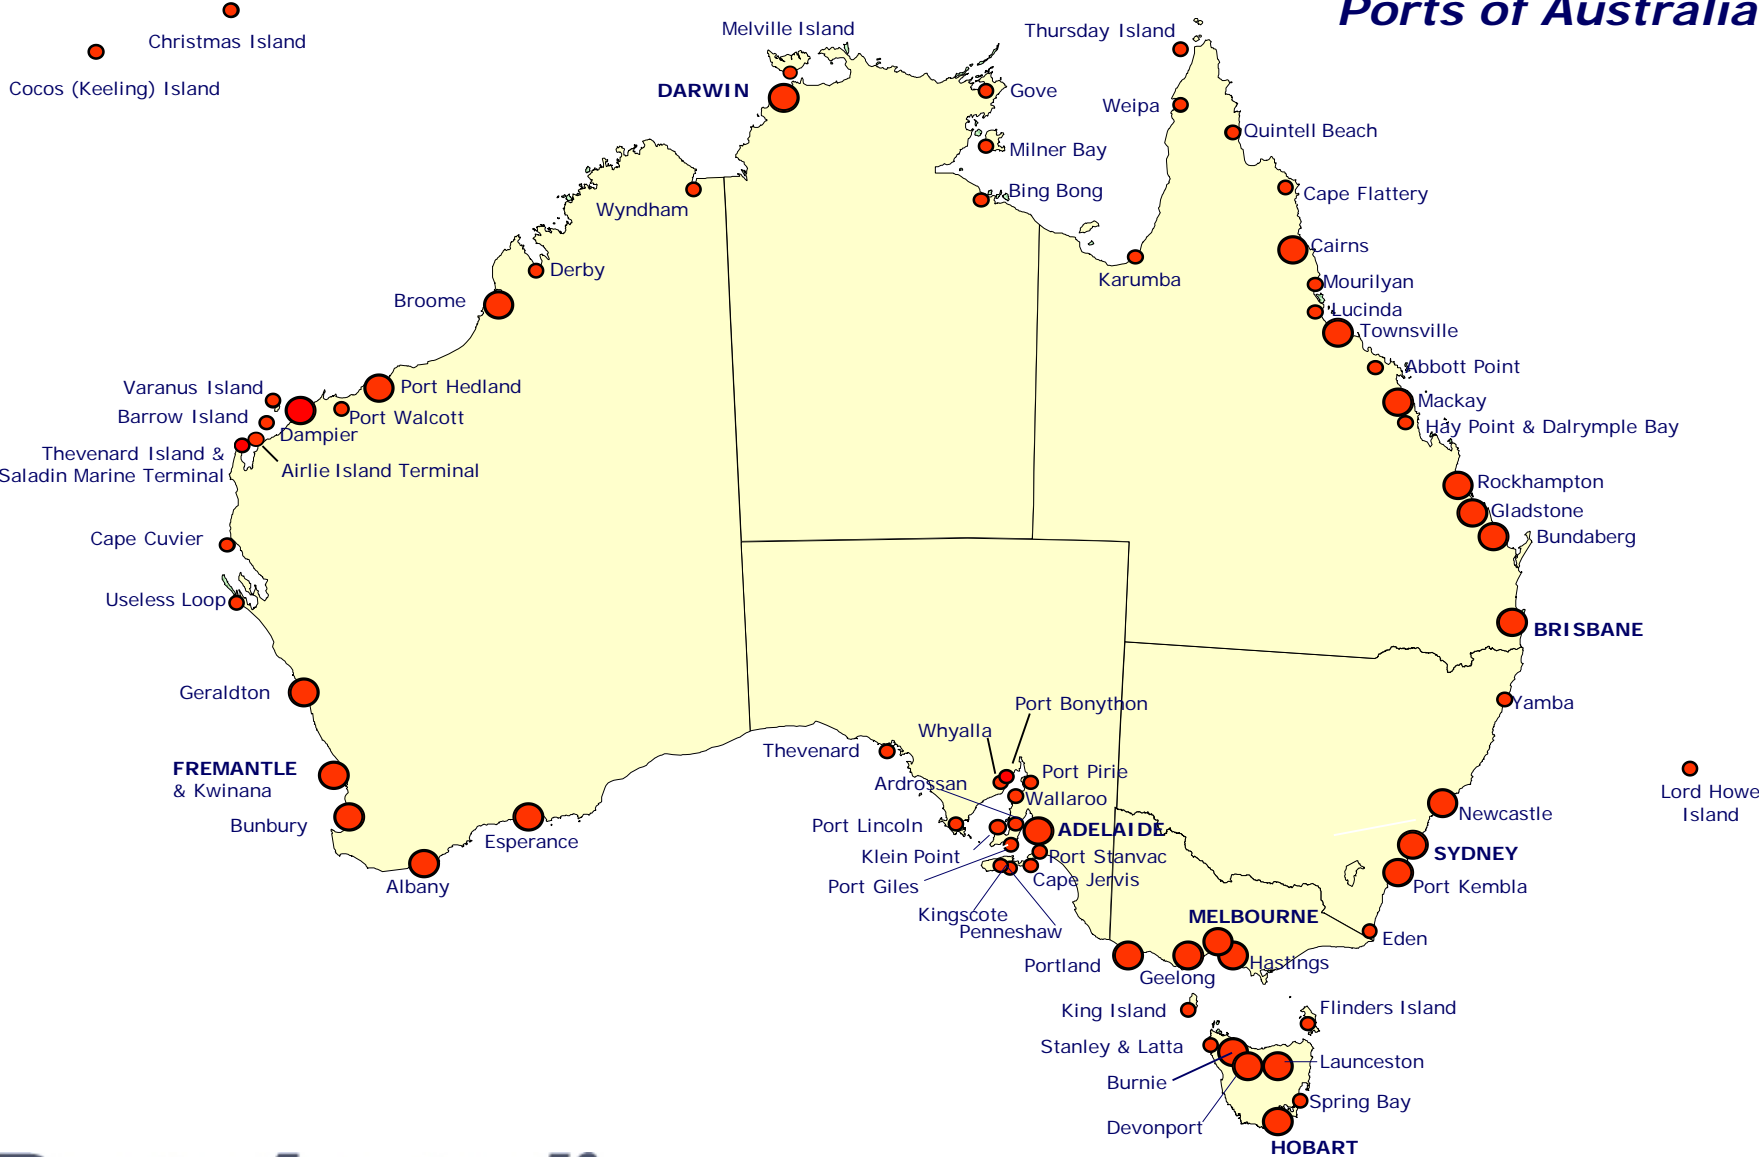 Ports of Australia
Christmas Island
Cocos (Keeling) Island
Melville Island
DARWIN
Thursday Island
Gove
Weipa
Quintell Beach
Milner Bay
Bing Bong
Cape Flattery
Wyndham
Cairns
Derby
Karumba
Mourilyan
Broome
Lucinda
Townsville
Abbott Point
Varanus Island
Port Hedland
Mackay
Barrow Island
Port Walcott
Dampier
Hay Point & Dalrymple Bay
Thevenard Island &
Saladin Marine Terminal
Airlie Island Terminal
Rockhampton
Gladstone
Bundaberg
Cape Cuvier
Useless Loop
BRISBANE
Geraldton
Yamba
Port Bonython
Whyalla
Thevenard
FREMANTLE
& Kwinana
Port Pirie
Ardrossan
Wallaroo
Lord Howe
Island
Newcastle
Bunbury
Esperance
Port Lincoln
ADELAIDE
SYDNEY
Klein Point
Port Stanvac
Port Giles
Cape Jervis
Port Kembla
Albany
Kingscote
Penneshaw
MELBOURNE
Eden
Portland
Geelong
Hastings
King Island
Flinders Island
Stanley & Latta
Launceston
Burnie
Spring Bay
Devonport
HOBART